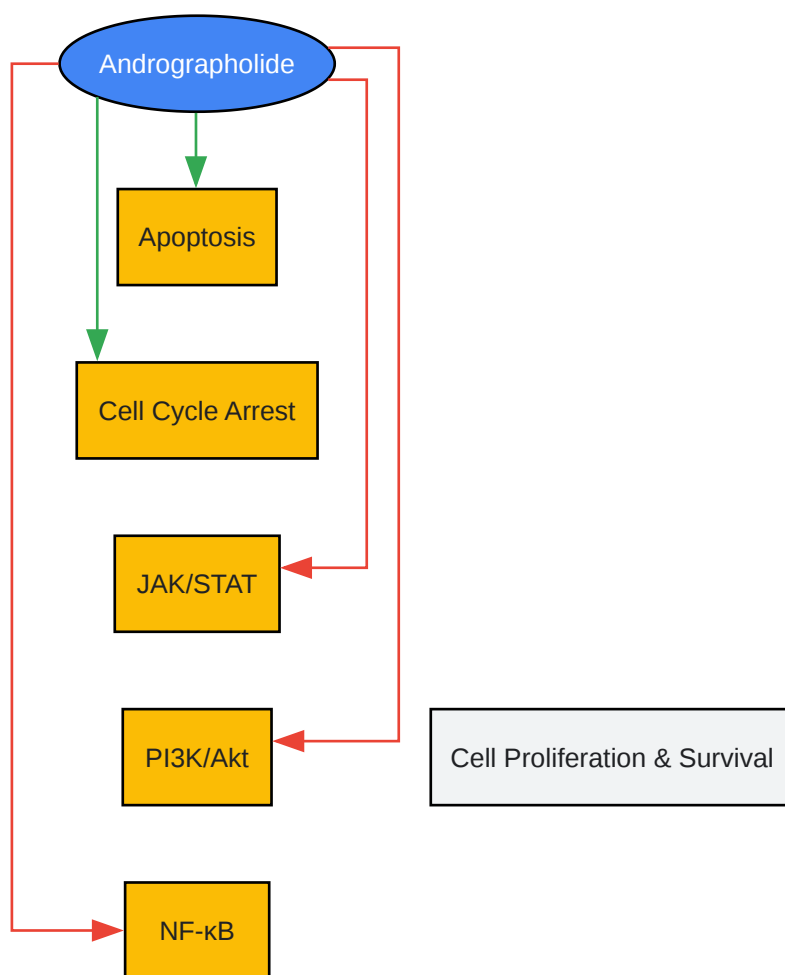 Andrographolide
Apoptosis
Cell Cycle Arrest
JAK/STAT
PI3K/Akt
Cell Proliferation & Survival
NF-κB